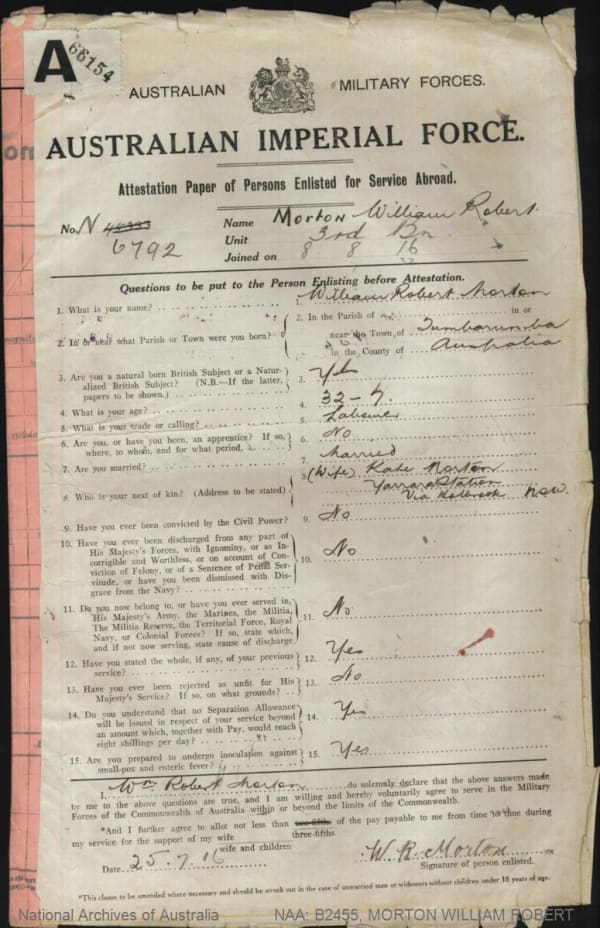 A
66154
AUSTRALIAN MILITARY FORCES.
AUSTRALIAN IMPERIAL FORCE.
Attestation Paper of Persons Enlisted for Service Abroad.
No. N
6792
Name Morton William Robert.
Unit 3rd Bn
Joined on 8 8 16
Questions to be put to the Person Enlisting before Attestation.
1. What is your name? William Robert Morton
2. In or near what Parish or Town were you born?
2. In the Parish of in or
near the Town of Tumbarumba
in the County of Australia
3. Are you a natural born British Subject or a Natur-
alized British Subject? (N.B.—If the latter,
papers to be shown.)
3. Yes
4. What is your age? 4. 32 - 7.
5. What is your trade or calling? 5. Labourer
6. Are you, or have you been, an apprentice? If so,
where, to whom, and for what period,
6. No
7. Are you married? 7. Married
8 Who is your next of kin? (Address to be stated)
8 (Wife) Kate Morton
Yarrara Station
Via Holbrook NSW.
9. Have you ever been convicted by the Civil Power? 9. No
10. Have you ever been discharged from any part of
His Majesty's Forces, with Ignominy, or as In-
corrigible and Worthless, or on account of Con-
viction of Felony, or of a Sentence of Penal Ser-
vitude, or have you been dismissed with Dis-
grace from the Navy?
10. No
11. Do you now belong to, or have you ever served in,
His Majesty's Army, the Marines, the Militia,
The Militia Reserve, the Territorial Force, Royal
Navy, or Colonial Forces? If so, state which,
and if not now serving, state cause of discharge
11. No
12. Have you stated the whole, if any, of your previous
service?
12. Yes
13. Have you ever been rejected as unfit for His
Majesty's Service? If so, on what grounds?
13. No
14. Do you understand that no Separation Allowance
will be issued in respect of your service beyond
an amount which, together with Pay, would reach
eight shillings per day?
14. Yes
15. Are you prepared to undergo inoculation against
small-pox and enteric fever?
15. Yes
I, Wm Robert Morton do solemnly declare that the above answers made
by me to the above questions are true, and I am willing and hereby voluntarily agree to serve in the Military
Forces of the Commonwealth of Australia within or beyond the limits of the Commonwealth.
*And I further agree to allot not less than two-fifths of the pay payable to me from time to time during
three-fifths
my service for the support of my wife
wife and children
Date 25.7.16
W. R. Morton
Signature of person enlisted.
*This clause to be amended where necessary and should be struck out in the case of unmarried man or widowers without children under 18 years of age.
National Archives of Australia NAA: B2455, MORTON WILLIAM ROBERT